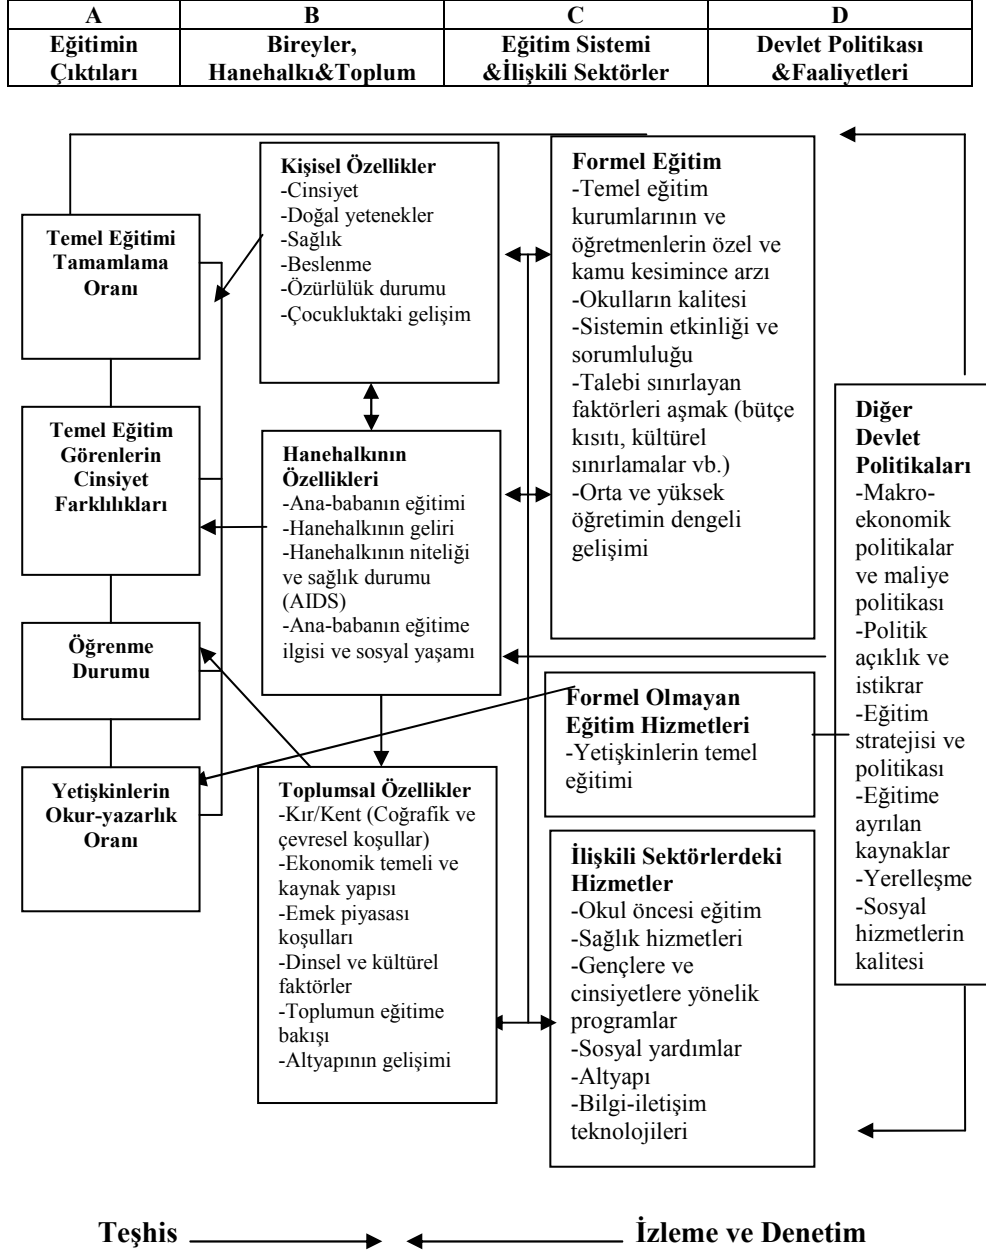 A
B
C
D
Eğitimin
Çıktıları
Bireyler,
Hanehalkı&Toplum
Eğitim Sistemi
&İlişkili Sektörler
Devlet Politikası
&Faaliyetleri
Temel Eğitimi
Tamamlama
Oranı
Temel Eğitim
Görenlerin
Cinsiyet
Farklılıkları
Öğrenme
Durumu
Yetişkinlerin
Okur-yazarlık
Oranı
Kişisel Özellikler
-Cinsiyet
-Doğal yetenekler
-Sağlık
-Beslenme
-Özürlülük durumu
-Çocukluktaki gelişim
Hanehalkının
Özellikleri
-Ana-babanın eğitimi
-Hanehalkının geliri
-Hanehalkının niteliği
ve sağlık durumu
(AIDS)
-Ana-babanın eğitime
ilgisi ve sosyal yaşamı
Toplumsal Özellikler
-Kır/Kent (Coğrafik ve
çevresel koşullar)
-Ekonomik temeli ve
kaynak yapısı
-Emek piyasası
koşulları
-Dinsel ve kültürel
faktörler
-Toplumun eğitime
bakışı
-Altyapının gelişimi
Formel Eğitim
-Temel eğitim
kurumlarının ve
öğretmenlerin özel ve
kamu kesimince arzı
-Okulların kalitesi
-Sistemin etkinliği ve
sorumluluğu
-Talebi sınırlayan
faktörleri aşmak (bütçe
kısıtı, kültürel
sınırlamalar vb.)
-Orta ve yüksek
öğretimin dengeli
gelişimi
Formel Olmayan
Eğitim Hizmetleri
-Yetişkinlerin temel
eğitimi
İlişkili Sektörlerdeki
Hizmetler
-Okul öncesi eğitim
-Sağlık hizmetleri
-Gençlere ve
cinsiyetlere yönelik
programlar
-Sosyal yardımlar
-Altyapı
-Bilgi-iletişim
teknolojileri
Diğer
Devlet
Politikaları
-Makro-
ekonomik
politikalar
ve maliye
politikası
-Politik
açıklık ve
istikrar
-Eğitim
stratejisi ve
politikası
-Eğitime
ayrılan
kaynaklar
-Yerelleşme
-Sosyal
hizmetlerin
kalitesi
Teşhis
İzleme ve Denetim